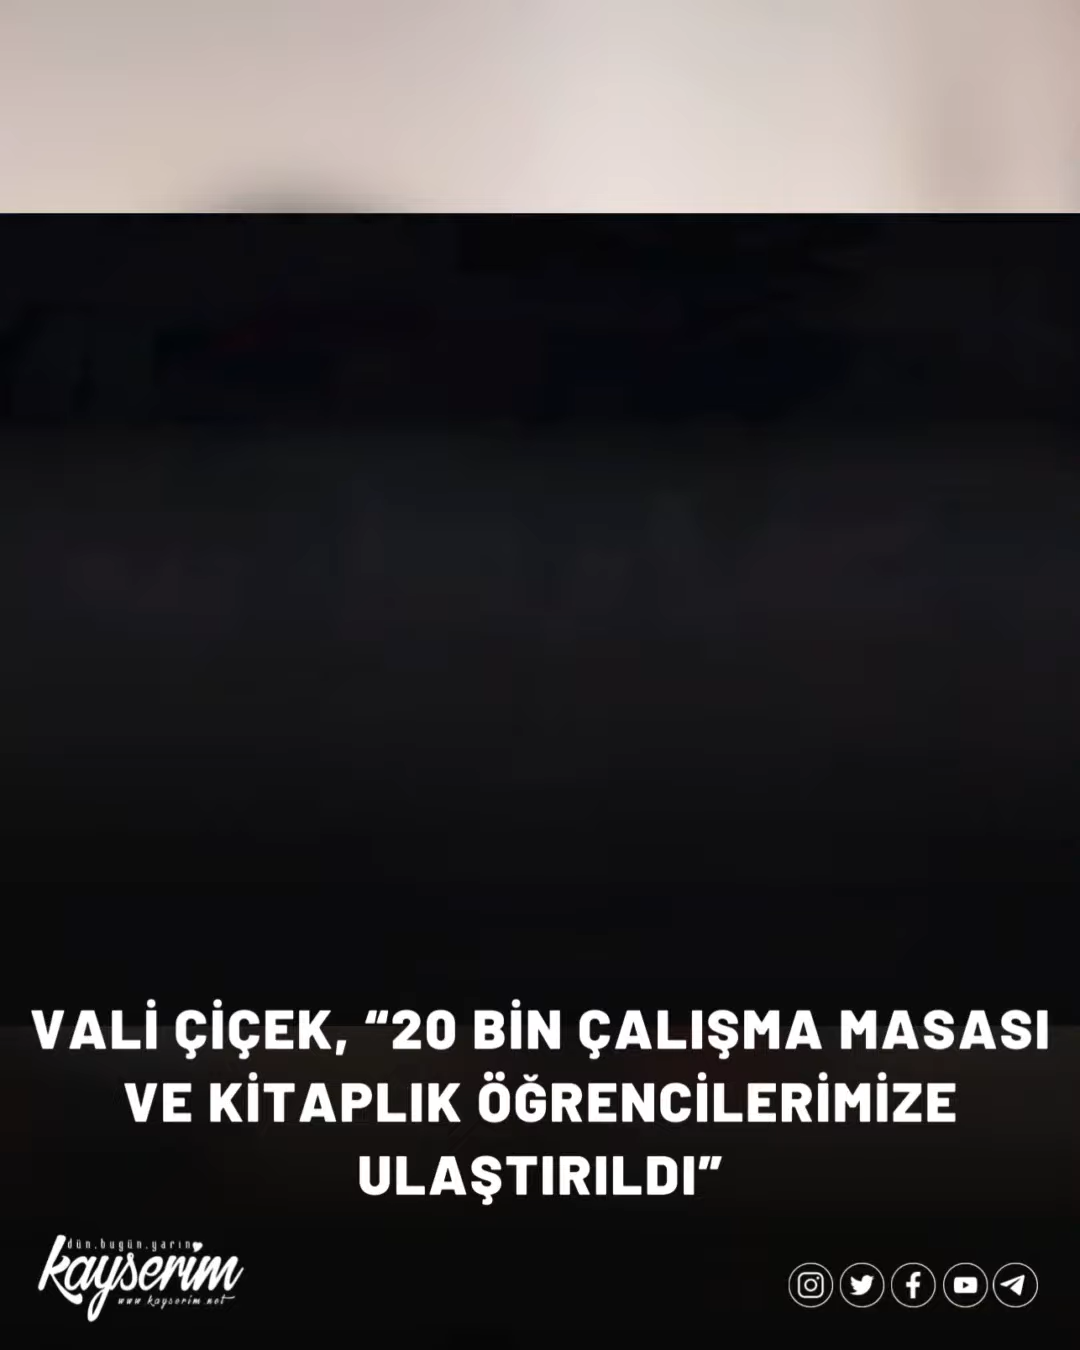 VALİ ÇİÇEK, “20 BİN ÇALIŞMA MASASI
VE KİTAPLIK ÖĞRENCİLERİMİZE
ULAŞTIRILDI”
dün.bugün.yarın
kayserim
www.kayserim.net